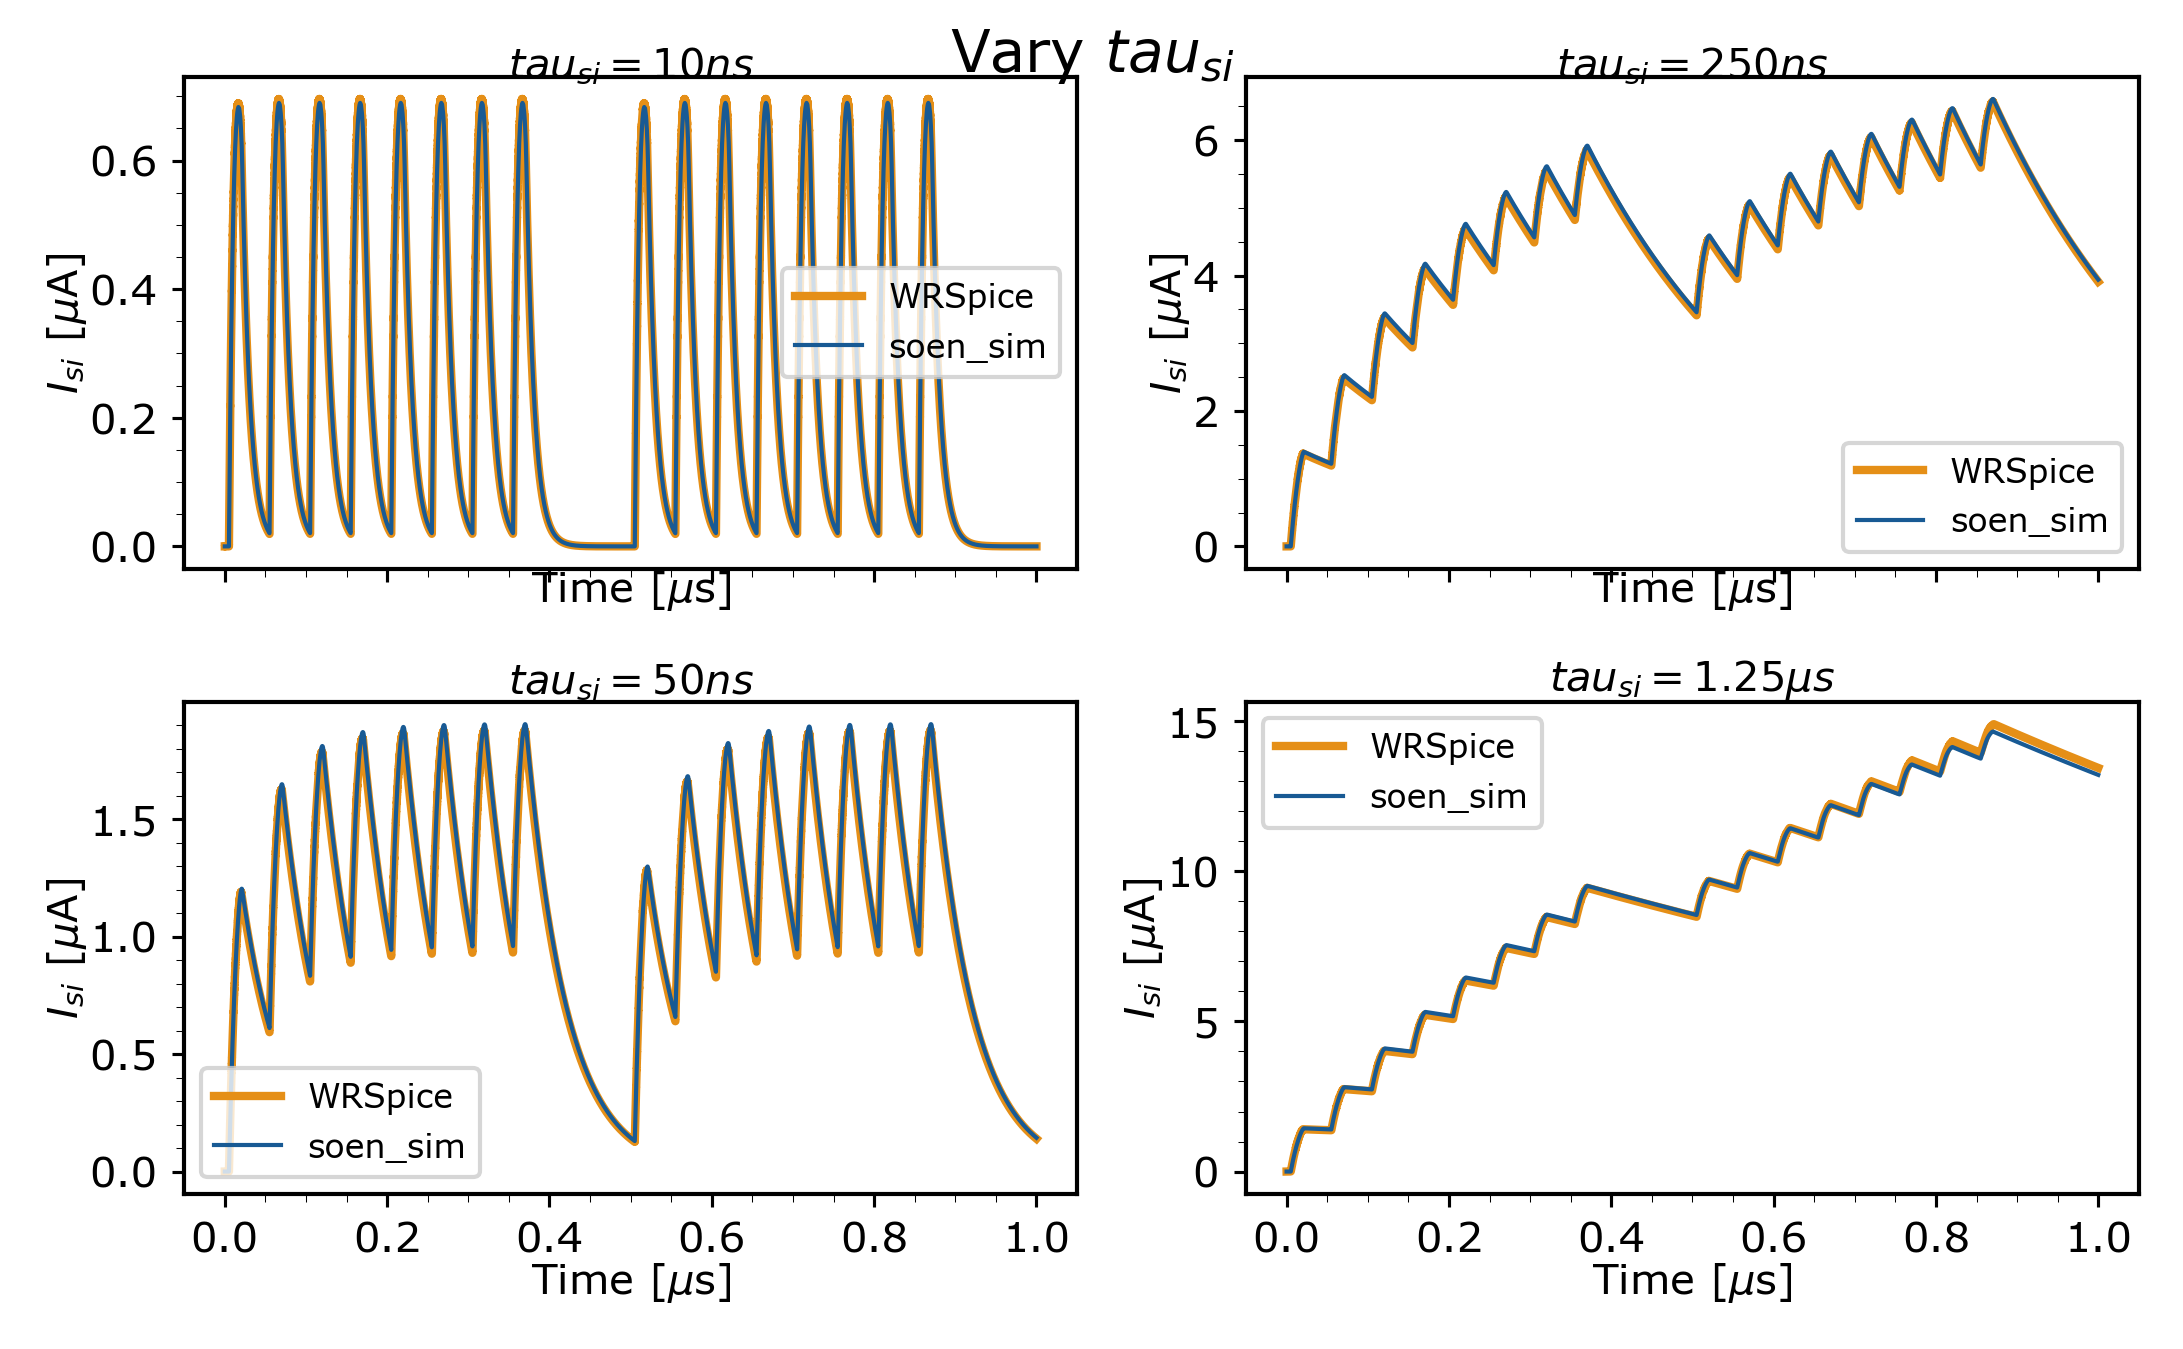 Vary tau_si
tau_si = 10ns
I_si [μA]
0.6
0.4
0.2
0.0
WRSpice
soen_sim
Time [μs]
tau_si = 250ns
I_si [μA]
6
4
2
0
WRSpice
soen_sim
Time [μs]
tau_si = 50ns
I_si [μA]
1.5
1.0
0.5
0.0
WRSpice
soen_sim
0.0 0.2 0.4 0.6 0.8 1.0
Time [μs]
tau_si = 1.25μs
I_si [μA]
15
10
5
0
WRSpice
soen_sim
0.0 0.2 0.4 0.6 0.8 1.0
Time [μs]